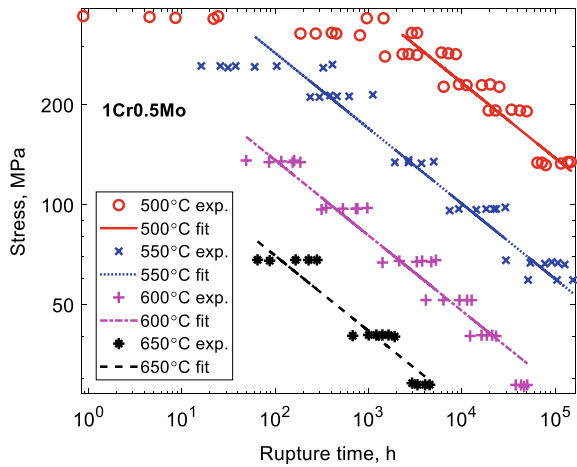 200
100
50
1Cr0.5Mo
Stress, MPa
500°C exp.
500°C fit
550°C exp.
550°C fit
600°C exp.
600°C fit
650°C exp.
650°C fit
10⁰ 10² 10³ 10⁴ 10⁵
Rupture time, h